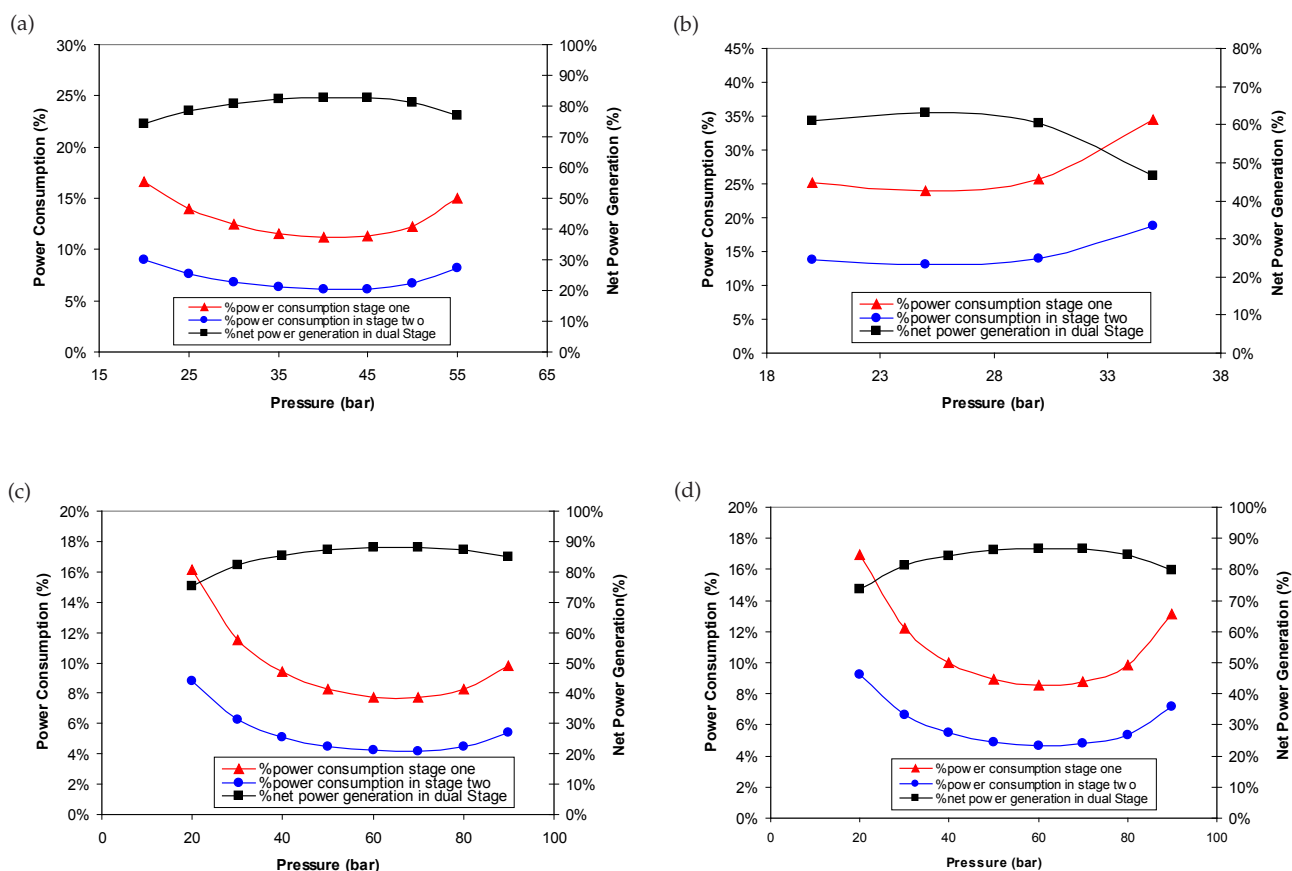 (a)
30%
25%
20%
15%
10%
5%
0%
Power Consumption (%)
100%
90%
80%
70%
60%
50%
40%
30%
20%
10%
0%
Net Power Generation (%)
%power consumption stage one
%power consumption in stage two
%net power generation in dual Stage
15 25 35 45 55 65
Pressure (bar)
(b)
45%
40%
35%
30%
25%
20%
15%
10%
5%
0%
Power Consumption (%)
80%
70%
60%
50%
40%
30%
20%
10%
0%
Net Power Generation (%)
%power consumption stage one
%power consumption in stage two
%net power generation in dual Stage
18 23 28 33 38
Pressure (bar)
(c)
20%
18%
16%
14%
12%
10%
8%
6%
4%
2%
0%
Power Consumption (%)
100%
90%
80%
70%
60%
50%
40%
30%
20%
10%
0%
Net Power Generation(%)
%power consumption stage one
%power consumption in stage two
%net power generation in dual Stage
0 20 40 60 80 100
Pressure (bar)
(d)
20%
18%
16%
14%
12%
10%
8%
6%
4%
2%
0%
Power Consumption (%)
100%
90%
80%
70%
60%
50%
40%
30%
20%
10%
0%
Net Power Generation (%)
%power consumption stage one
%power consumption in stage two
%net power generation in dual Stage
0 20 40 60 80 100
Pressure (bar)